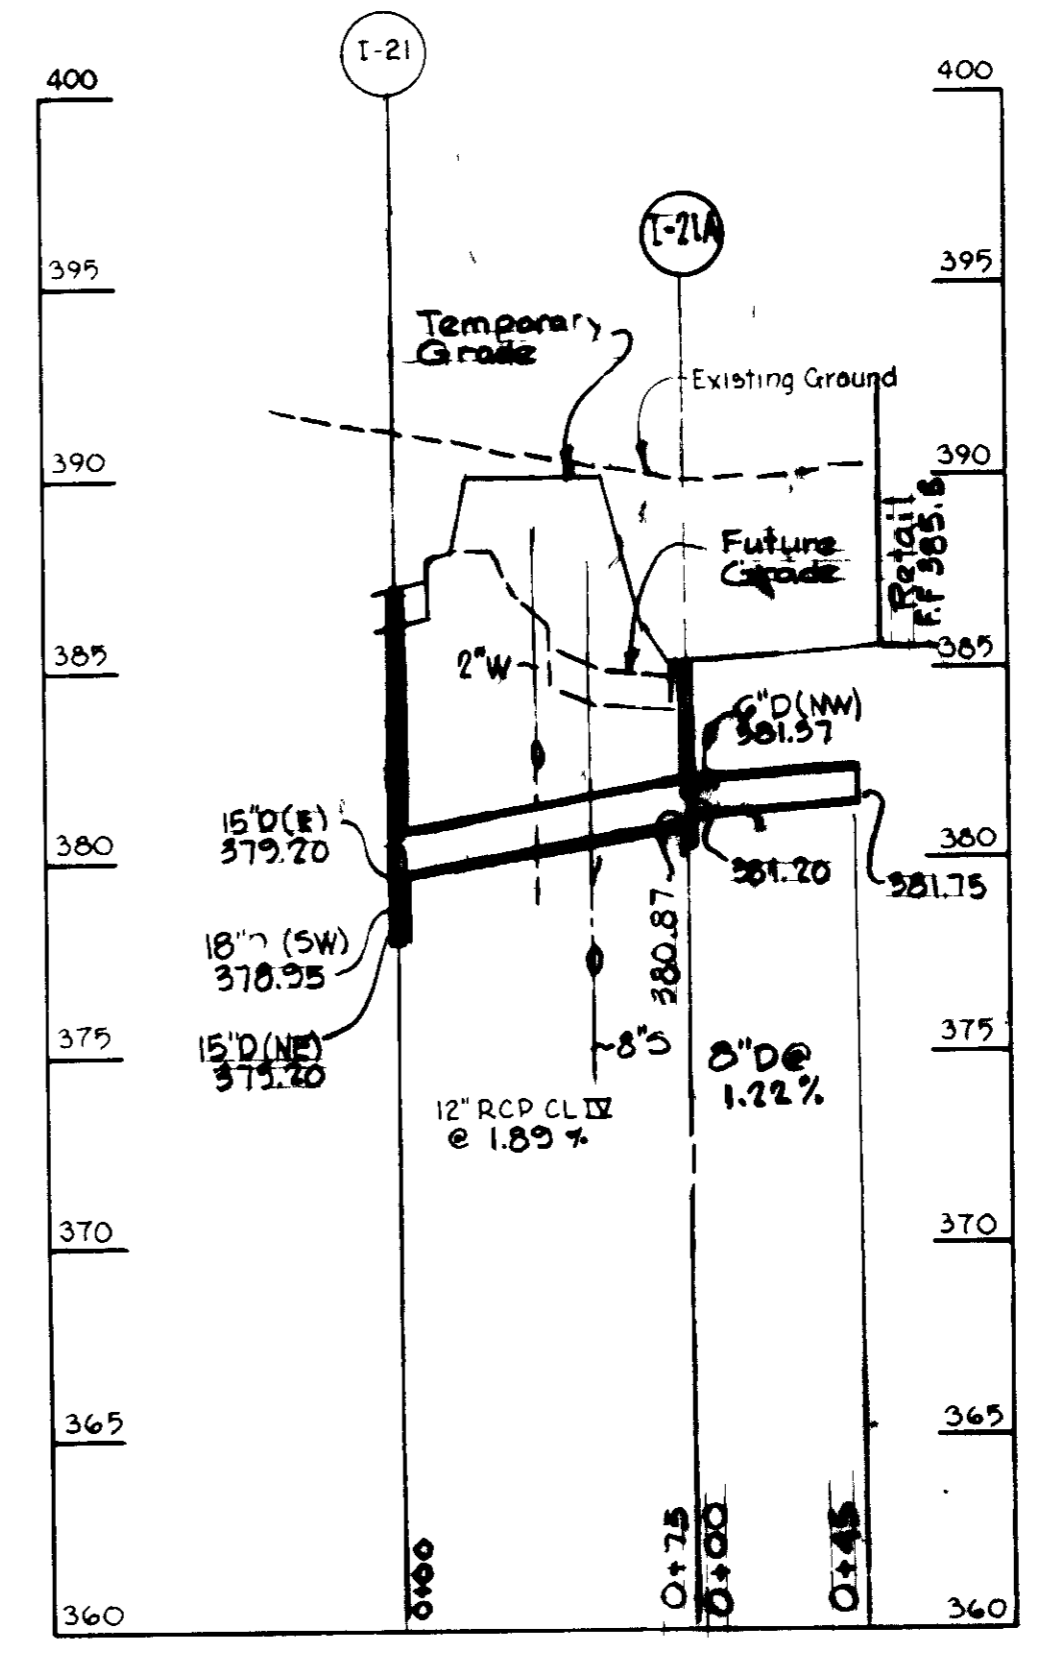 I-21
400
400
I-21A
395
395
Temporary
Grade
Existing Ground
390
390
Retail
F.F 385.8
Future
Grade
385
385
2"W
6"D(NW)
381.37
15"D(E)
379.20
380
380
381.20
381.75
18"D (SW)
378.95
380.87
15"D(NE)
379.20
375
375
8"S
8"D@
1.22%
12" RCP CL IV
@ 1.89 %
370
370
365
365
0+00
0+75
0+00
0+45
360
360